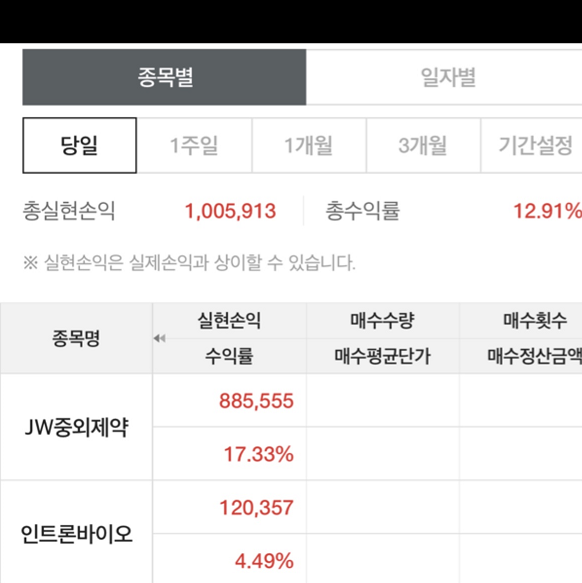 종목별 일자별
당일 1주일 1개월 3개월 기간설정
총실현손익 1,005,913 총수익률 12.91%
※ 실현손익은 실제손익과 상이할 수 있습니다.
종목명 실현손익 매수수량 매수횟수
수익률 매수평균단가 매수정산금액
JW중외제약 885,555
17.33%
인트론바이오 120,357
4.49%